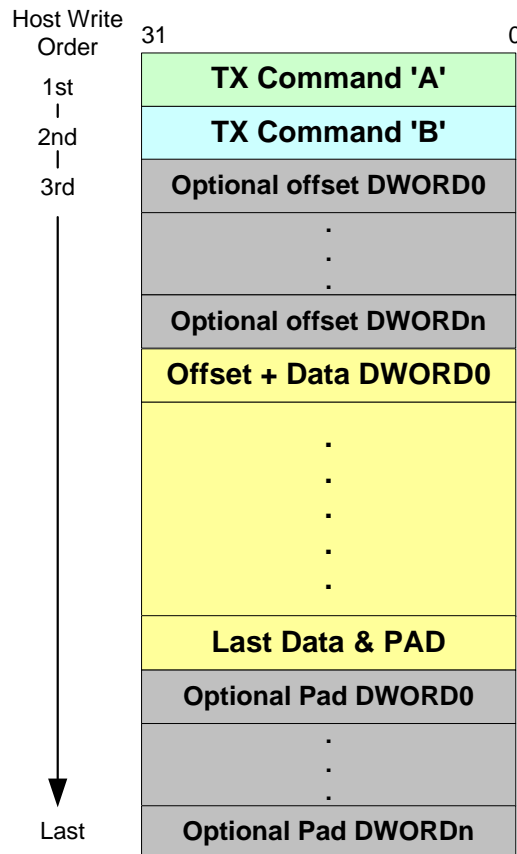 Host Write
Order
31
0
1st
TX Command 'A'
2nd
TX Command 'B'
3rd
Optional offset DWORD0
.
.
.
Optional offset DWORDn
Offset + Data DWORD0
.
.
.
.
.
Last Data & PAD
Optional Pad DWORD0
.
.
.
Last
Optional Pad DWORDn